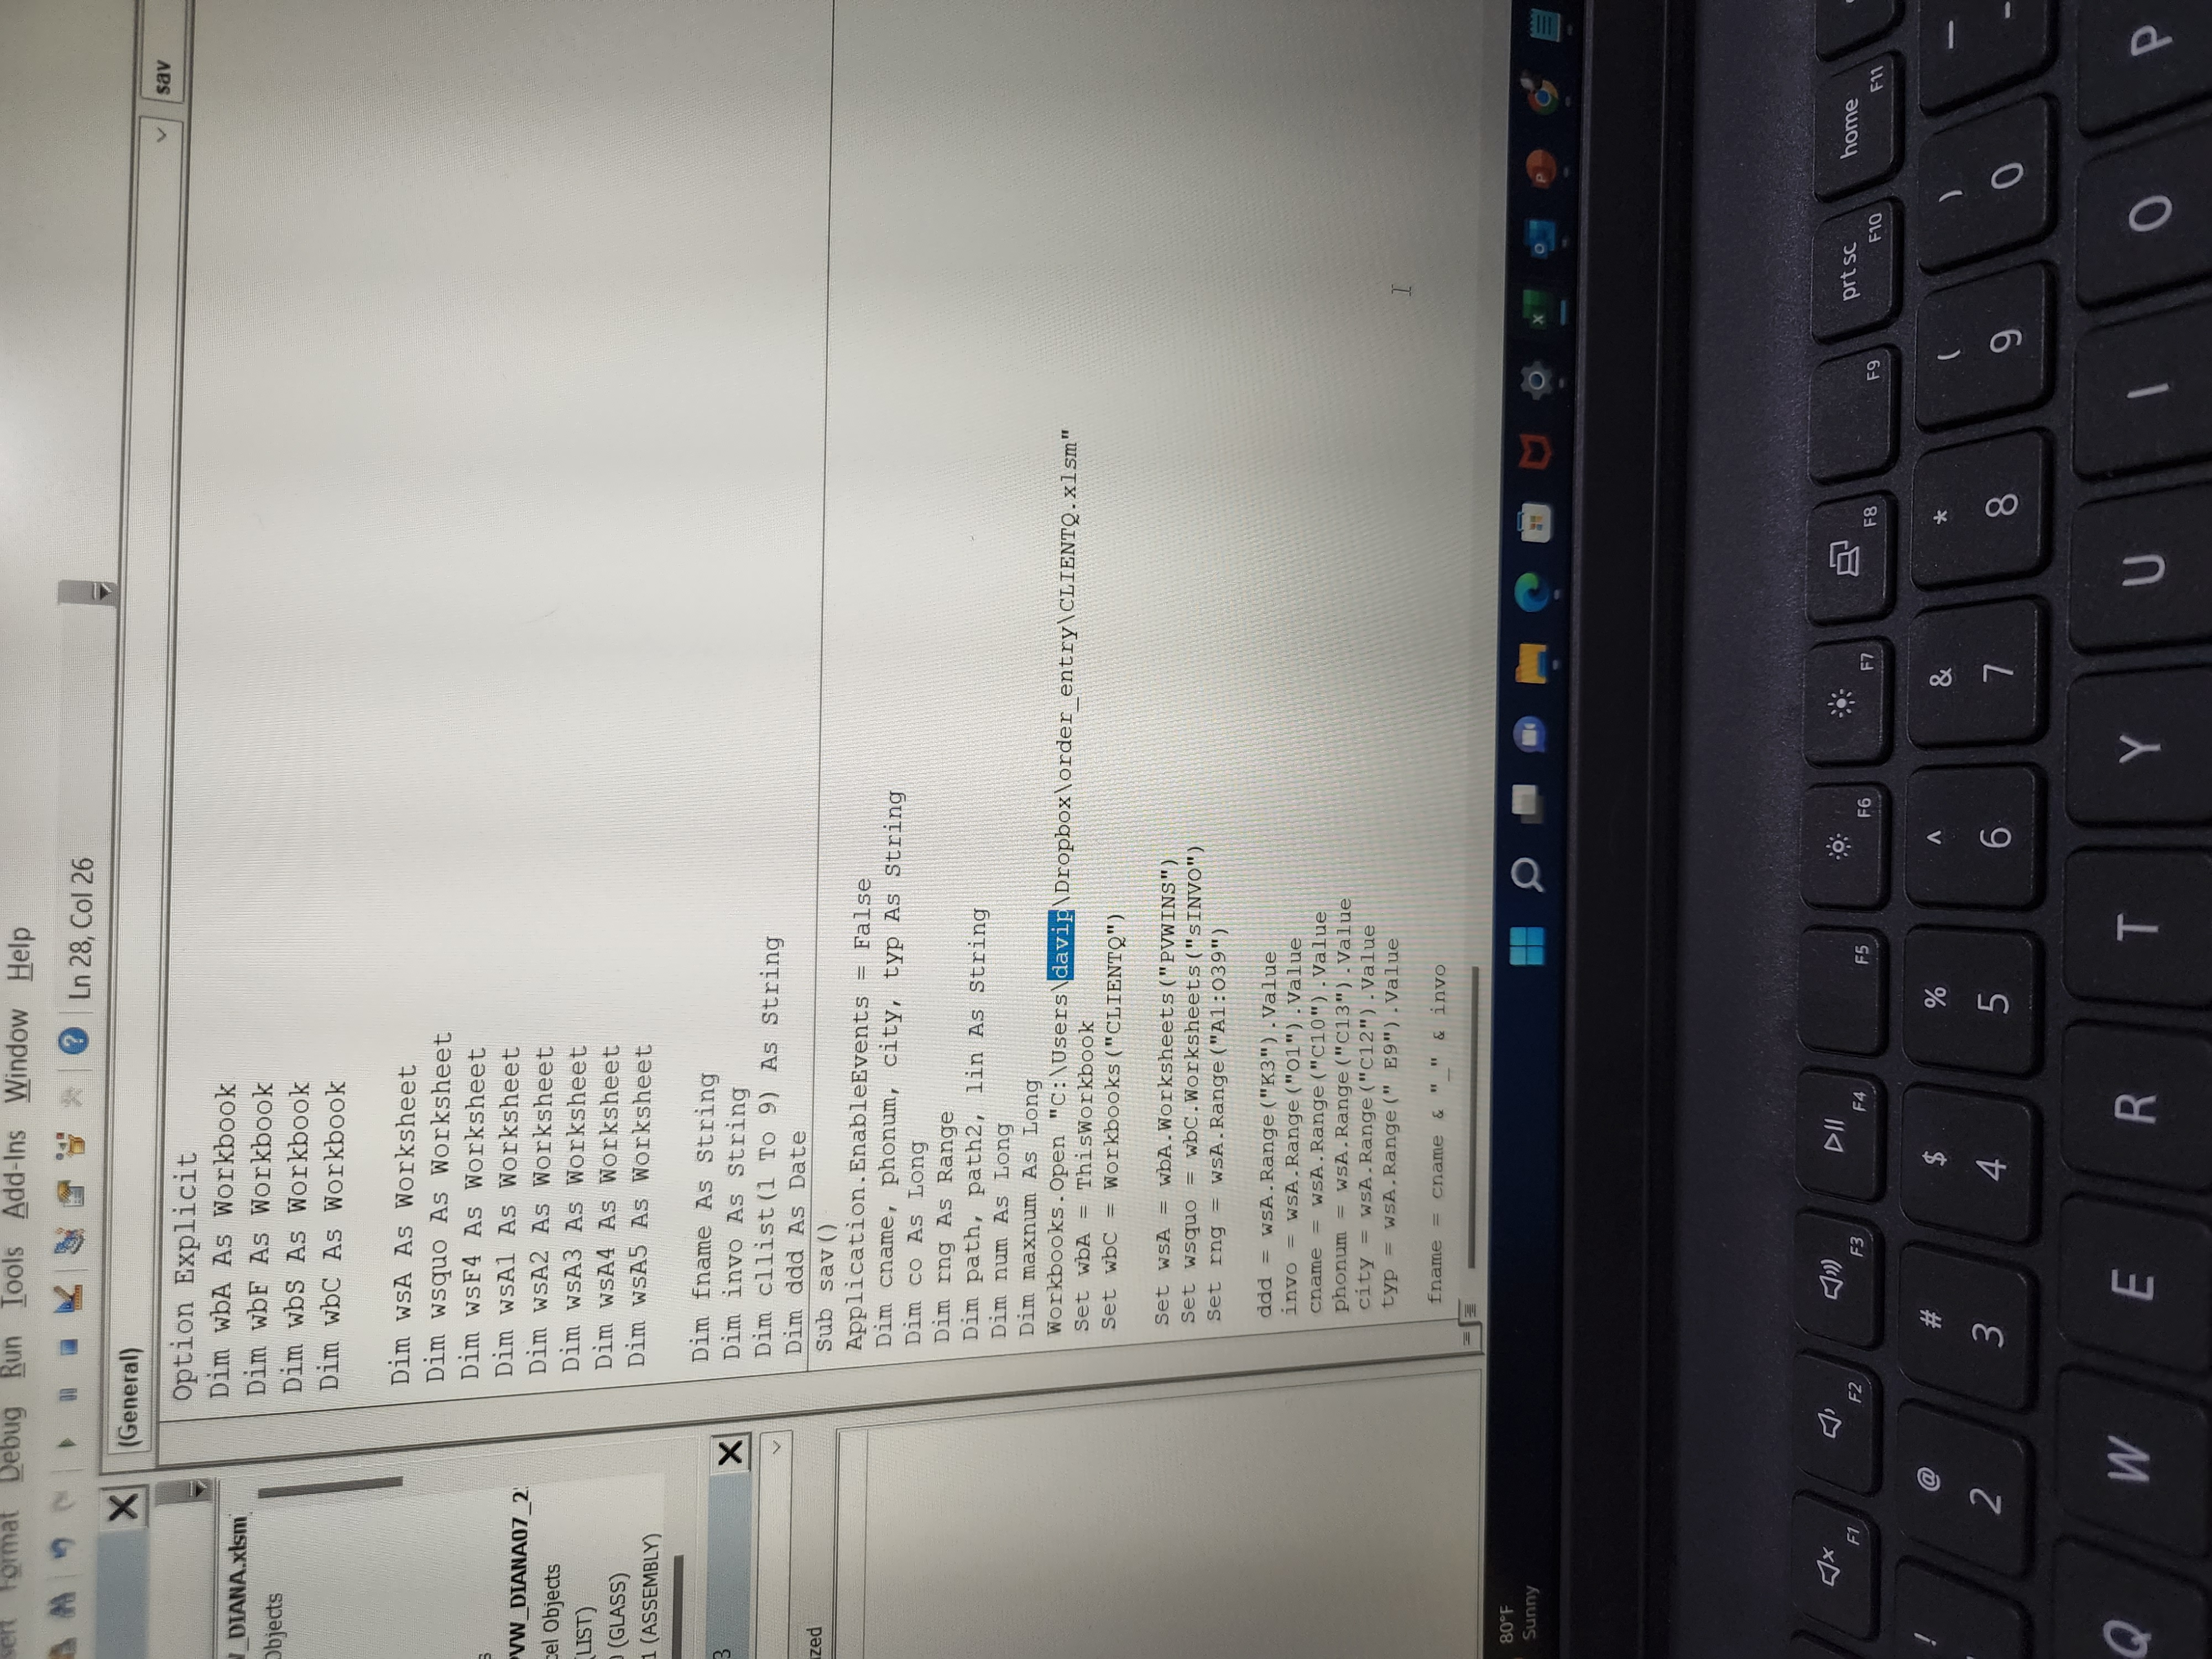 Format Debug Run Tools Add-Ins Window Help
Ln 28, Col 26
(General)
sav
_DIANA.xlsm
Objects
PVW_DIANA07_2
cel Objects
(LIST)
(GLASS)
1 (ASSEMBLY)
3
zed
Option Explicit
Dim wbA As Workbook
Dim wbF As Workbook
Dim wbS As Workbook
Dim wbC As Workbook
Dim wsA As Worksheet
Dim wsquo As Worksheet
Dim wsF4 As Worksheet
Dim wsA1 As Worksheet
Dim wsA2 As Worksheet
Dim wsA3 As Worksheet
Dim wsA4 As Worksheet
Dim wsA5 As Worksheet
Dim fname As String
Dim invo As String
Dim cllist(1 To 9) As String
Dim ddd As Date
Sub sav()
Application.EnableEvents = False
Dim cname, phonum, city, typ As String
Dim co As Long
Dim rng As Range
Dim path, path2, lin As String
Dim num As Long
Dim maxnum As Long
Workbooks.Open "C:\Users\davip\Dropbox\order_entry\CLIENTQ.xlsm"
Set wbA = ThisWorkbook
Set wbC = Workbooks("CLIENTQ")
Set wsA = wbA.Worksheets("PVWINS")
Set wsquo = wbC.Worksheets("sINVO")
Set rng = wsA.Range("A1:O39")
ddd = wsA.Range("K3").Value
invo = wsA.Range("O1").Value
cname = wsA.Range("C10").Value
phonum = wsA.Range("C13").Value
city = wsA.Range("C12").Value
typ = wsA.Range(" E9").Value
fname = cname & "_" & invo
80°F
Sunny
F1 F2 F3 F4 F5 F6 F7 F8 F9 prt sc F10 home F11
! @ 2 # 3 $ 4 % 5 ^ 6 & 7 * 8 ( 9 ) 0
Q W E R T Y U I O P